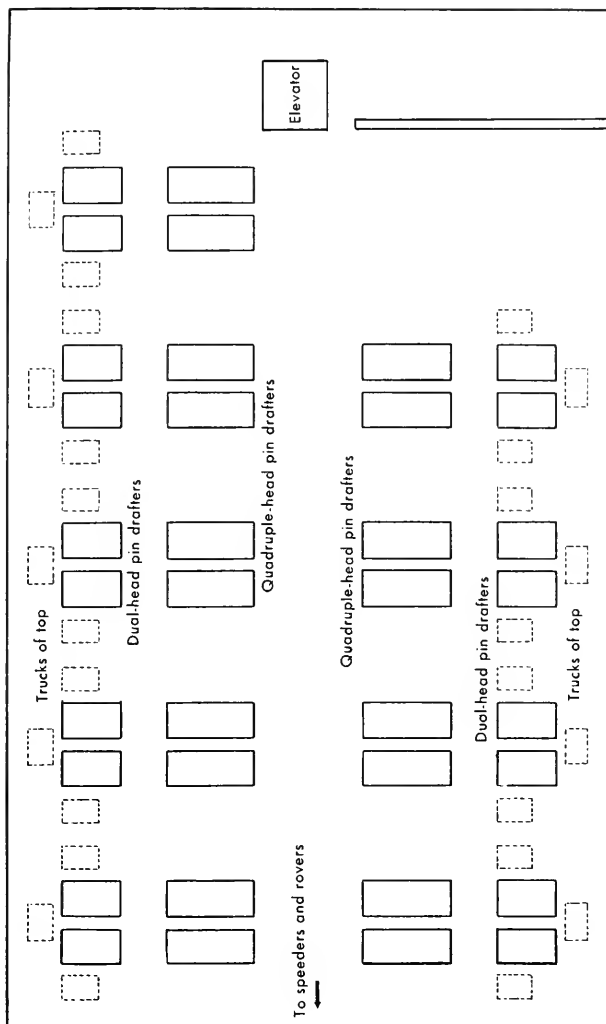 Elevator
Trucks of top
Dual-head pin drafters
Quadruple-head pin drafters
To speeders and rovers
Quadruple-head pin drafters
Dual-head pin drafters
Trucks of top